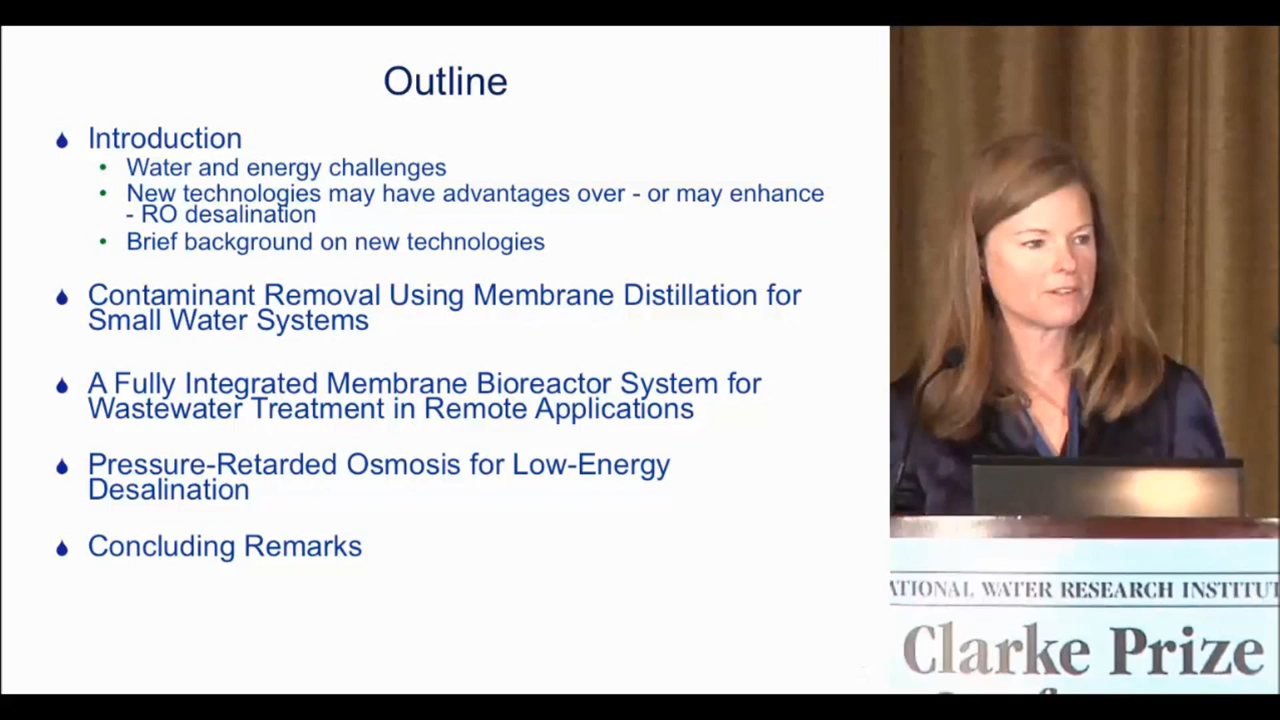 Outline
Introduction
• Water and energy challenges
• New technologies may have advantages over - or may enhance
- RO desalination
• Brief background on new technologies
Contaminant Removal Using Membrane Distillation for
Small Water Systems
A Fully Integrated Membrane Bioreactor System for
Wastewater Treatment in Remote Applications
Pressure-Retarded Osmosis for Low-Energy
Desalination
Concluding Remarks
ATIONAL WATER RESEARCH INSTITUT
Clarke Prize